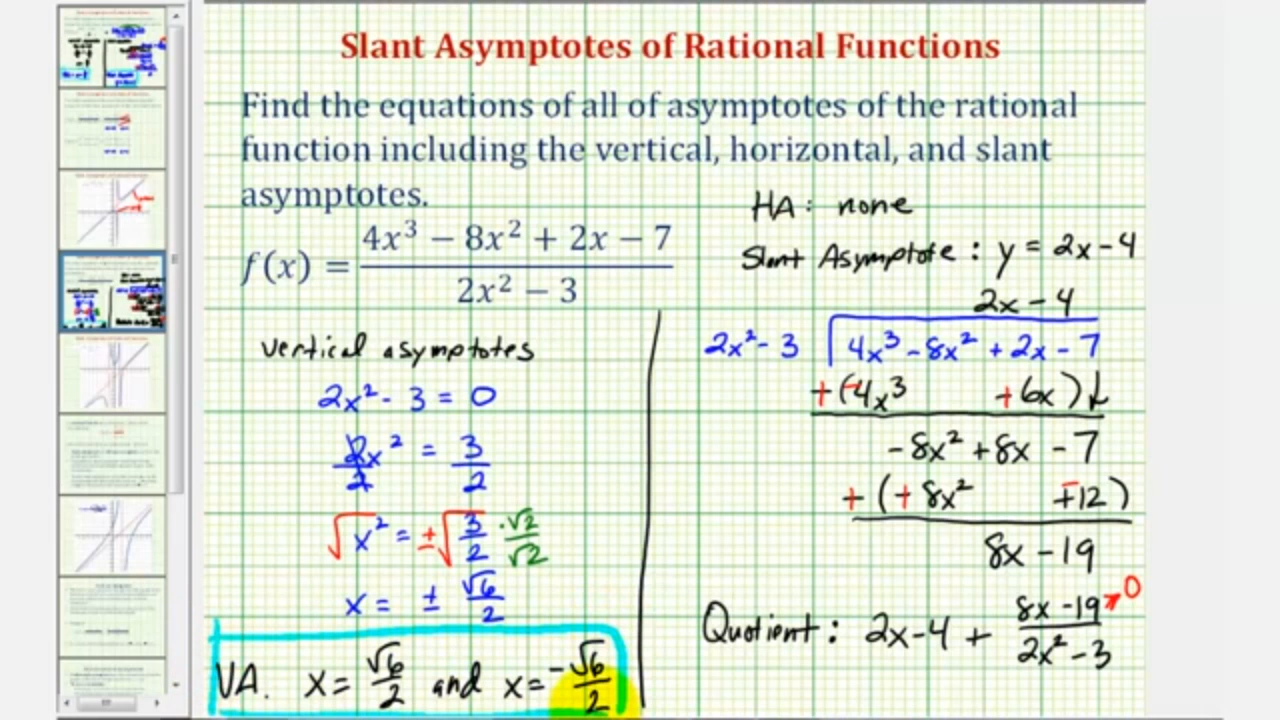 Slant Asymptotes of Rational Functions
Find the equations of all of asymptotes of the rational
function including the vertical, horizontal, and slant
asymptotes.
f(x) = (4x³ − 8x² + 2x − 7)/(2x² − 3)
vertical asymptotes
2x² - 3 = 0
2x²/2 = 3/2
√x² = ±√(3/2) · √2/√2
x = ± √6/2
VA. x = √6/2 and x = -√6/2
HA: none
Slant Asymptote: y = 2x - 4
2x - 4
2x² - 3 4x³ - 8x² + 2x - 7
+ (-4x³ + 6x) ↓
- 8x² + 8x - 7
+ (+ 8x² - 12)
8x - 19
Quotient: 2x - 4 + (8x - 19)/(2x² - 3) → 0